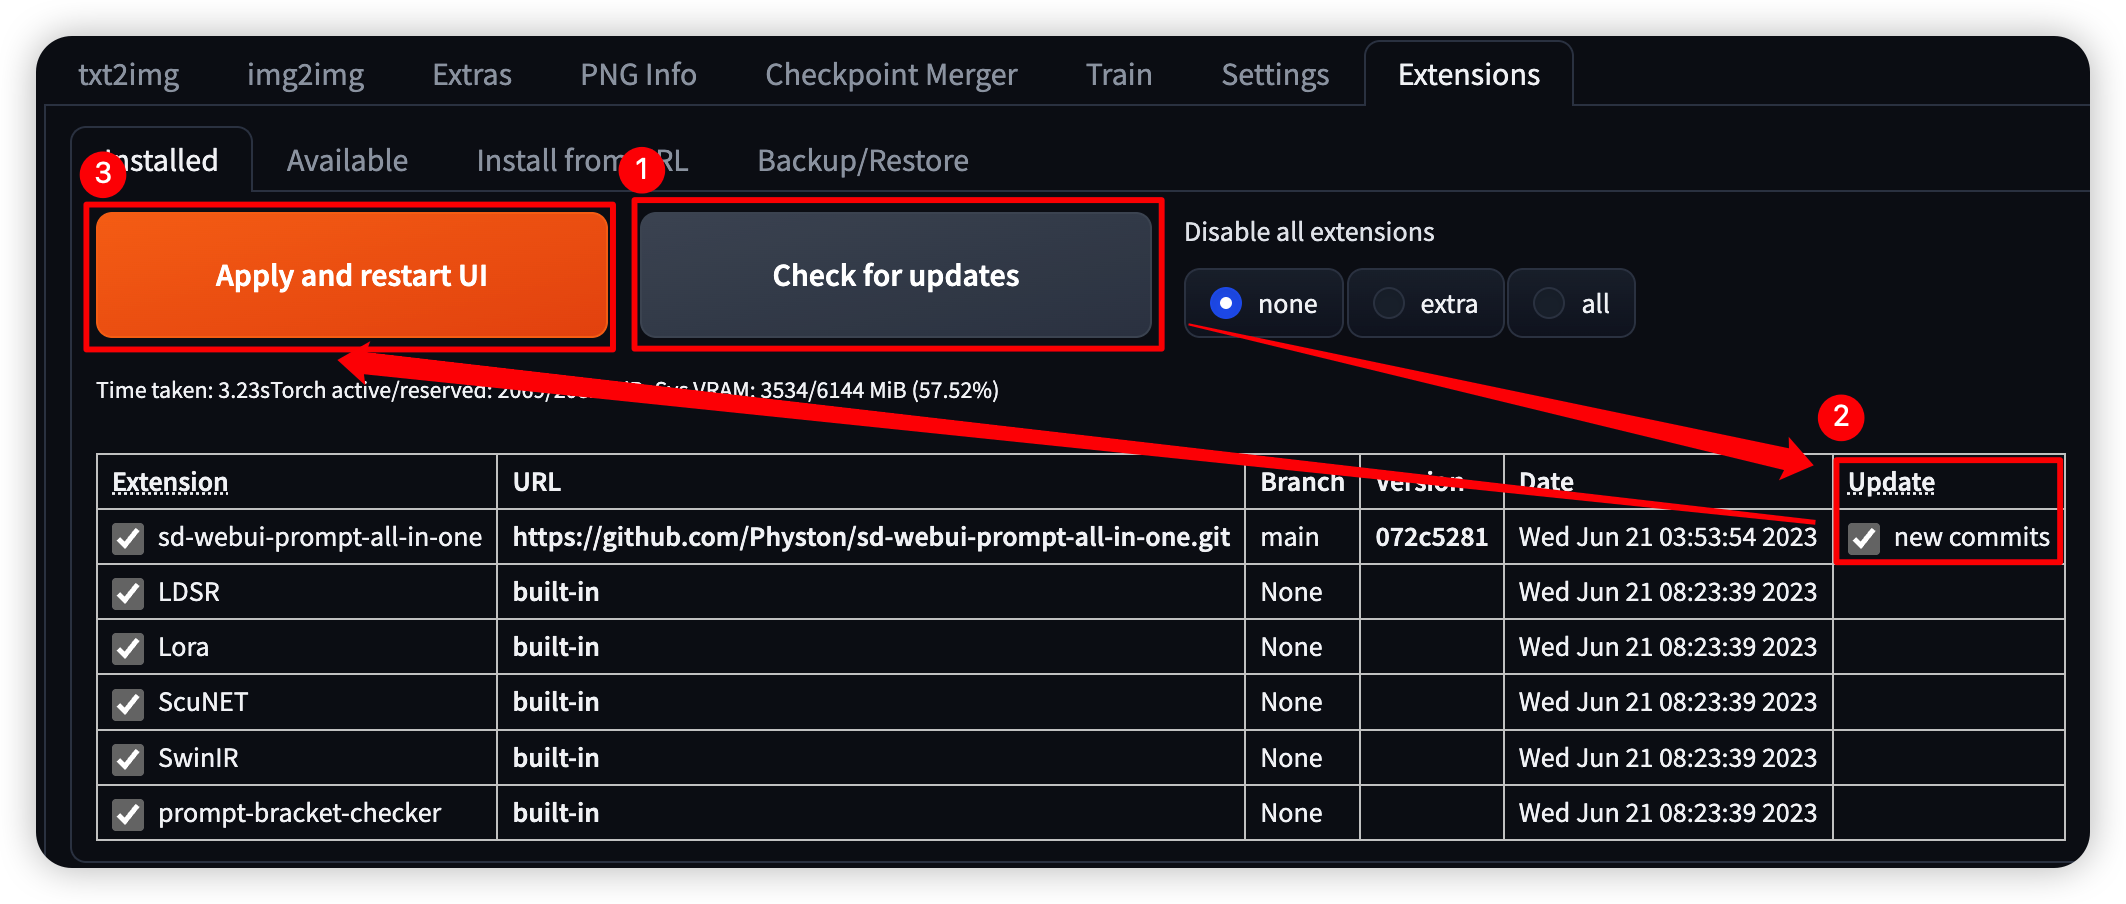 txt2img img2img Extras PNG Info Checkpoint Merger Train Settings Extensions
Installed Available Install from URL Backup/Restore
3 1
Apply and restart UI Check for updates
Disable all extensions
none extra all
Time taken: 3.23sTorch active/reserved: Sys VRAM: 3534/6144 MiB (57.52%)
2
Extension URL Branch Version Date Update
sd-webui-prompt-all-in-one https://github.com/Physton/sd-webui-prompt-all-in-one.git main 072c5281 Wed Jun 21 03:53:54 2023 new commits
LDSR built-in None Wed Jun 21 08:23:39 2023
Lora built-in None Wed Jun 21 08:23:39 2023
ScuNET built-in None Wed Jun 21 08:23:39 2023
SwinIR built-in None Wed Jun 21 08:23:39 2023
prompt-bracket-checker built-in None Wed Jun 21 08:23:39 2023